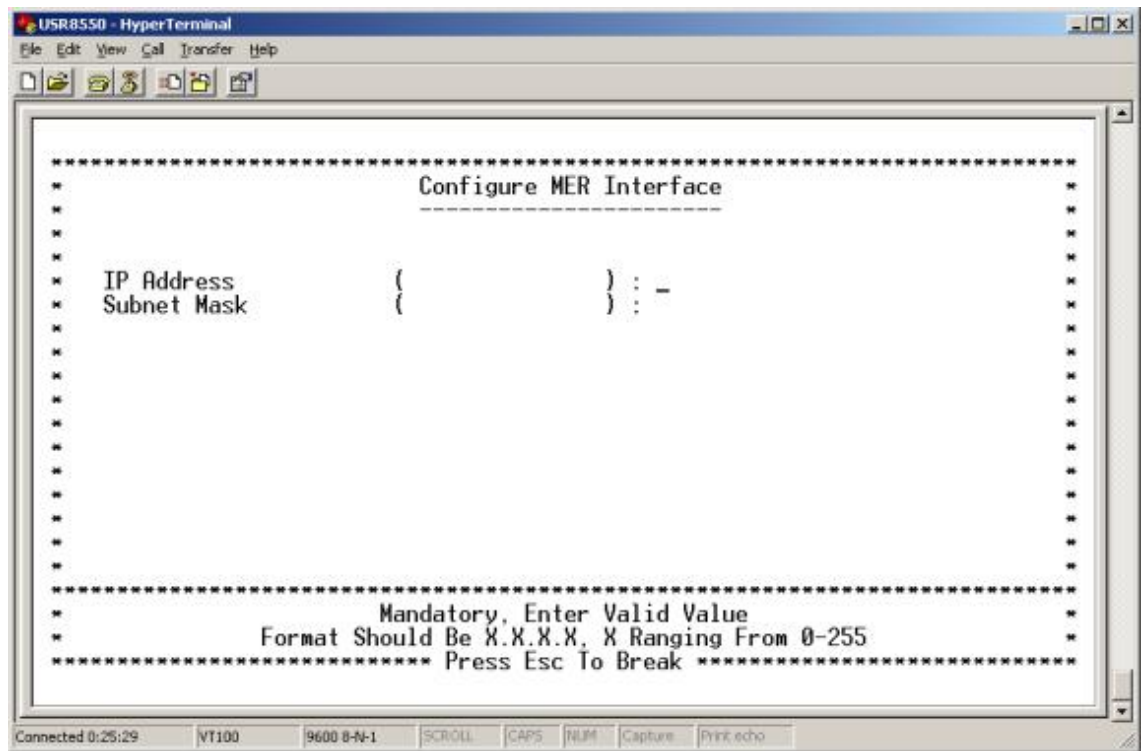 USR8550 - HyperTerminal
File Edit View Call Transfer Help
******************************************************************************
* Configure MER Interface *
* ----------------------- *
*
*
* IP Address ( ) : _ *
* Subnet Mask ( ) : *
******************************************************************************
* Mandatory, Enter Valid Value *
* Format Should Be X.X.X.X, X Ranging From 0-255 *
***************************** Press Esc To Break *****************************
Connected 0:25:29 VT100 9600 8-N-1 SCROLL CAPS NUM Capture Print echo